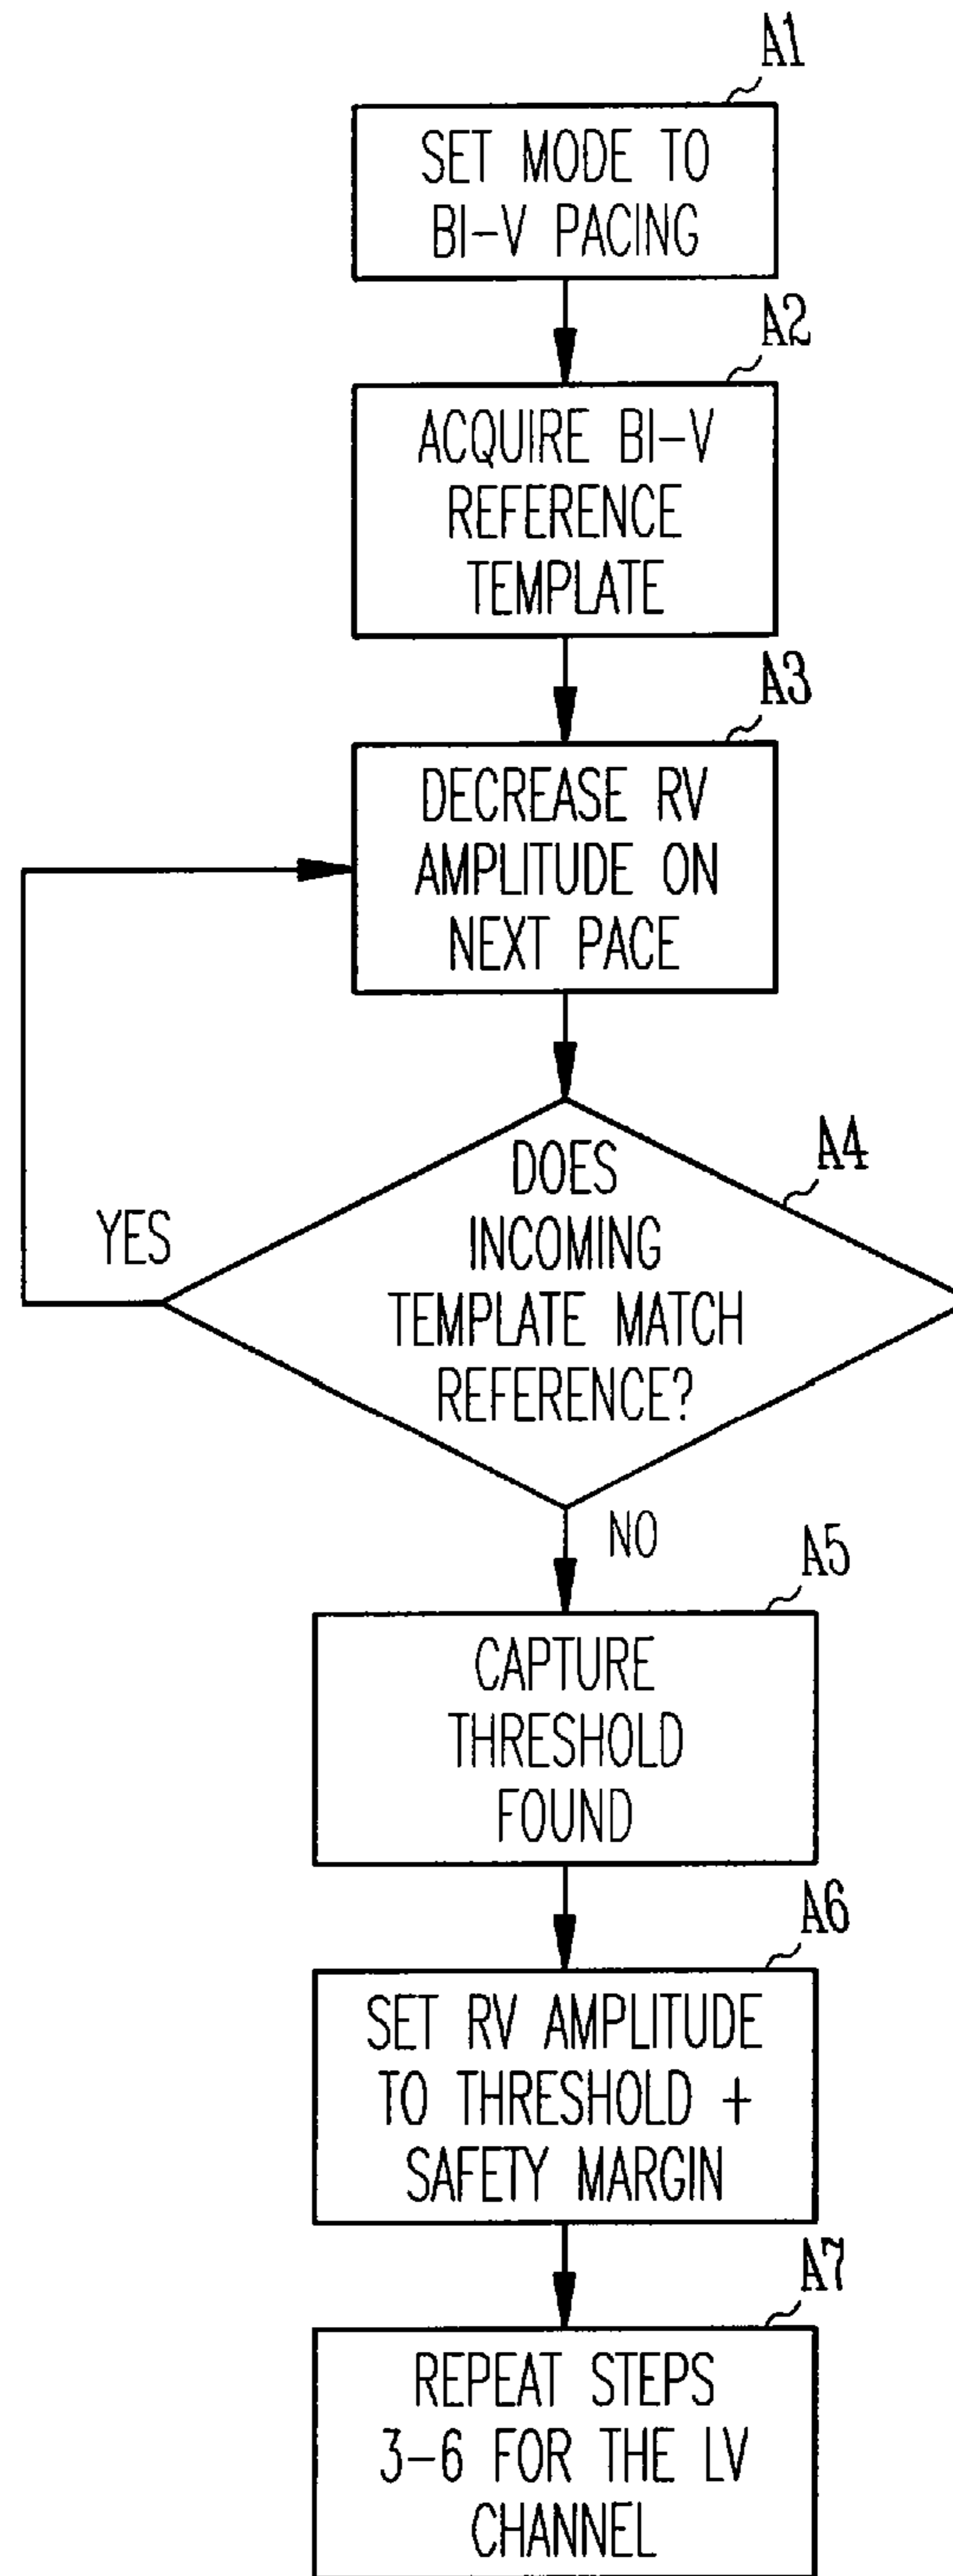 A1
SET MODE TO
BI-V PACING
A2
ACQUIRE BI-V
REFERENCE
TEMPLATE
A3
DECREASE RV
AMPLITUDE ON
NEXT PACE
A4
DOES
INCOMING
TEMPLATE MATCH
REFERENCE?
YES
NO
A5
CAPTURE
THRESHOLD
FOUND
A6
SET RV AMPLITUDE
TO THRESHOLD +
SAFETY MARGIN
A7
REPEAT STEPS
3-6 FOR THE LV
CHANNEL